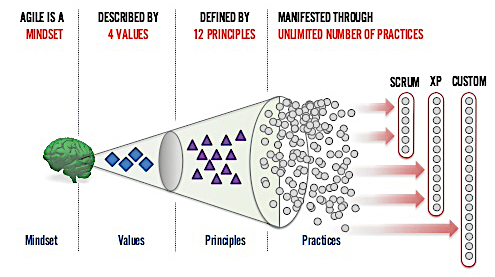 AGILE IS A
MINDSET
DESCRIBED BY
4 VALUES
DEFINED BY
12 PRINCIPLES
MANIFESTED THROUGH
UNLIMITED NUMBER OF PRACTICES
SCRUM
XP
CUSTOM
Mindset
Values
Principles
Practices